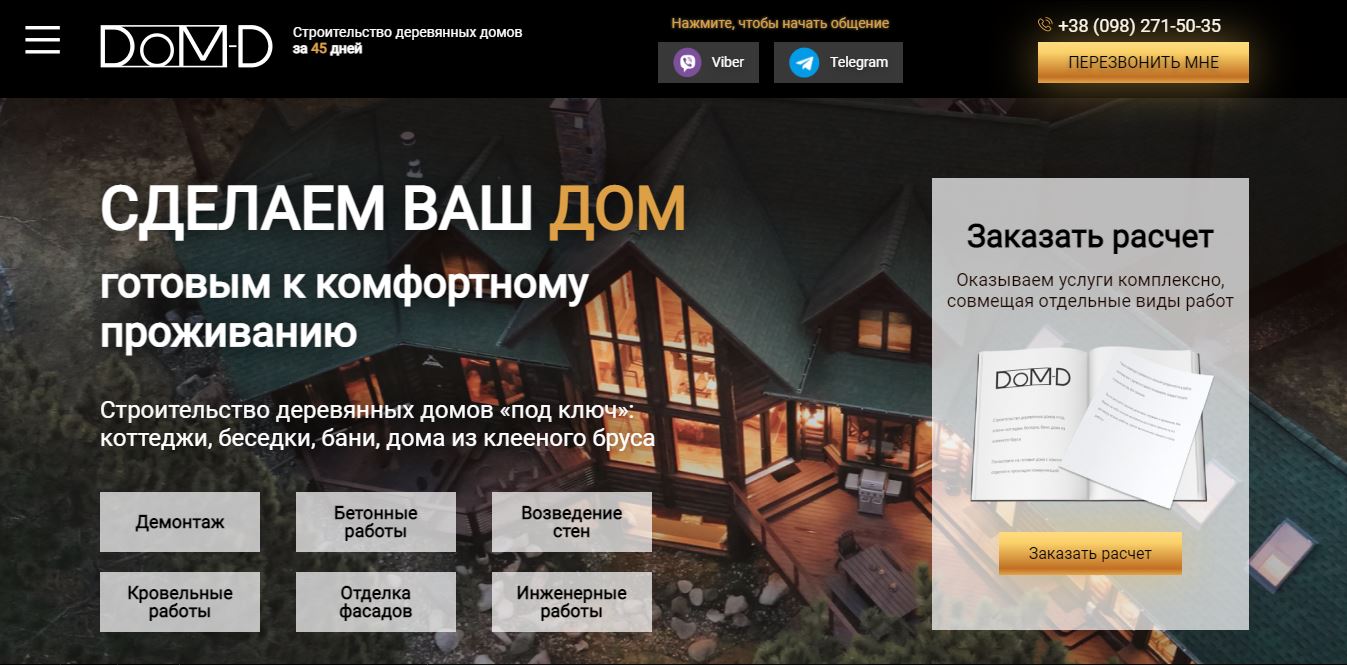 DOM-D
Строительство деревянных домов
за 45 дней
Нажмите, чтобы начать общение
Viber
Telegram
+38 (098) 271-50-35
ПЕРЕЗВОНИТЬ МНЕ
СДЕЛАЕМ ВАШ ДОМ
готовым к комфортному
проживанию
Строительство деревянных домов «под ключ»:
коттеджи, беседки, бани, дома из клееного бруса
Демонтаж
Бетонные
работы
Возведение
стен
Кровельные
работы
Отделка
фасадов
Инженерные
работы
Заказать расчет
Оказываем услуги комплексно,
совмещая отдельные виды работ
DOM-D
Заказать расчет